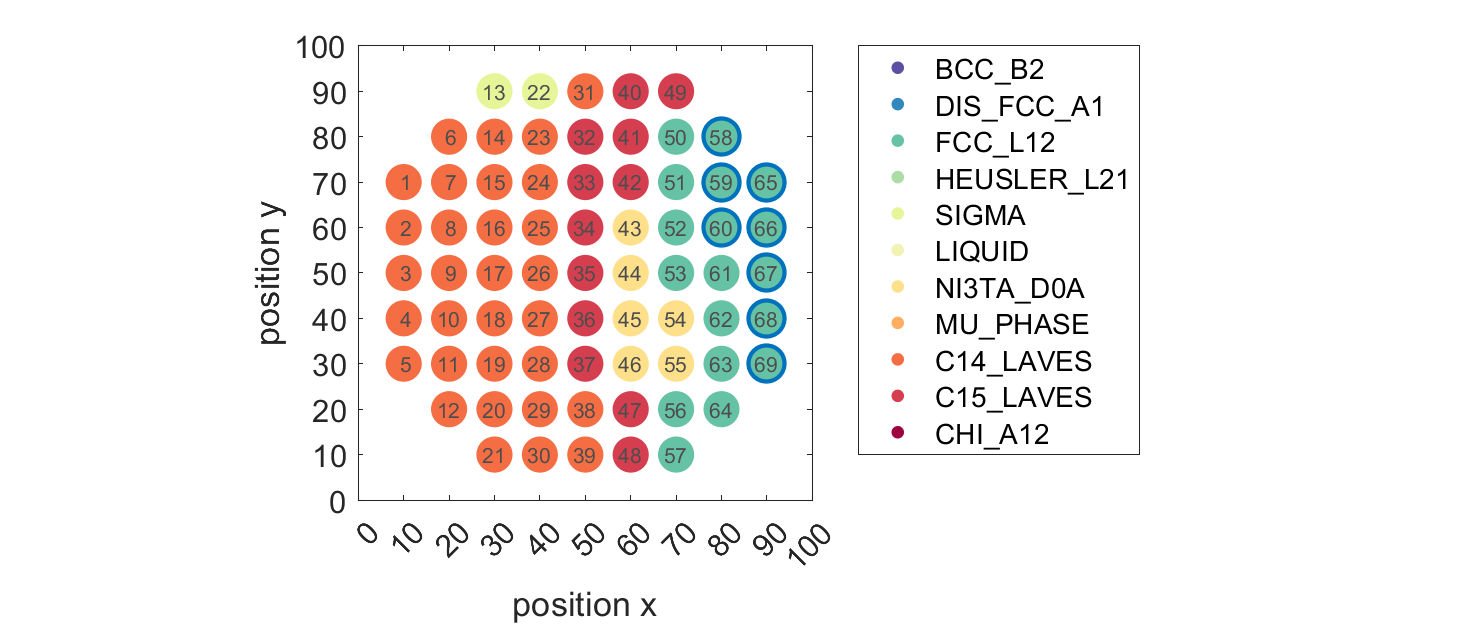 100
90
80
70
60
50
40
30
20
10
0
position y
13 22 31 40 49
6 14 23 32 41 50 58
1 7 15 24 33 42 51 59 65
2 8 16 25 34 43 52 60 66
3 9 17 26 35 44 53 61 67
4 10 18 27 36 45 54 62 68
5 11 19 28 37 46 55 63 69
12 20 29 38 47 56 64
21 30 39 48 57
0 10 20 30 40 50 60 70 80 90 100
position x
BCC_B2
DIS_FCC_A1
FCC_L12
HEUSLER_L21
SIGMA
LIQUID
NI3TA_D0A
MU_PHASE
C14_LAVES
C15_LAVES
CHI_A12